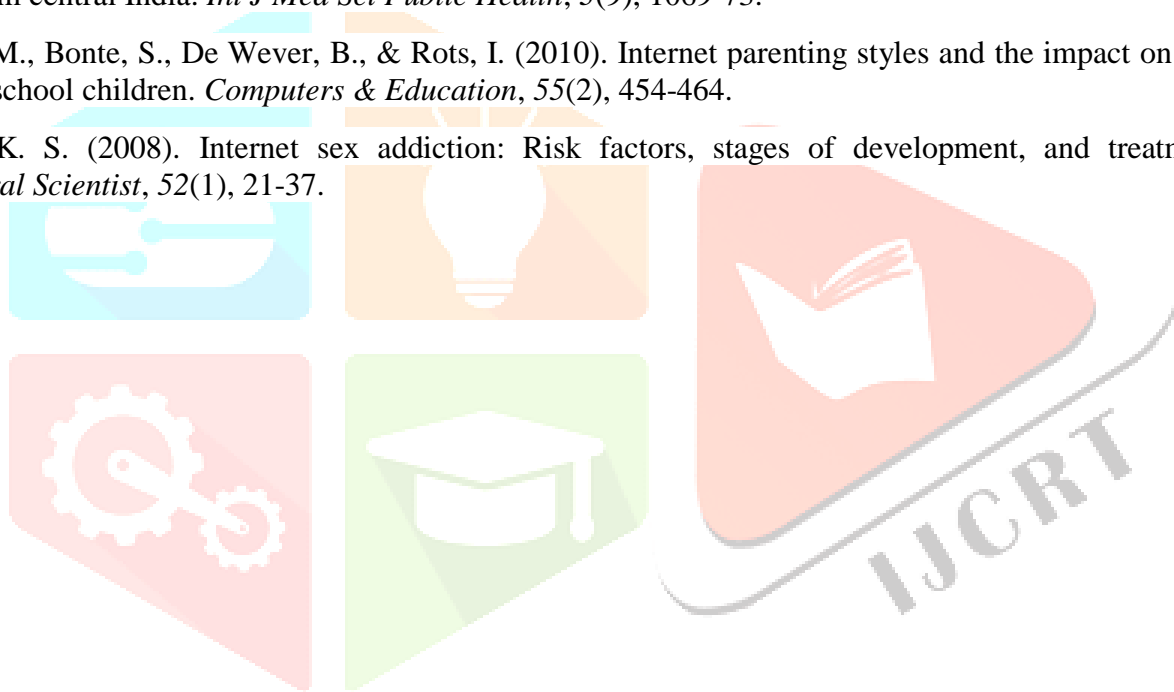 in central India. Int J Med Sci Public Health, 5(9), 1069-73.
M., Bonte, S., De Wever, B., & Rots, I. (2010). Internet parenting styles and the impact on
school children. Computers & Education, 55(2), 454-464.
K. S. (2008). Internet sex addiction: Risk factors, stages of development, and treatm
ral Scientist, 52(1), 21-37.
IJCRT